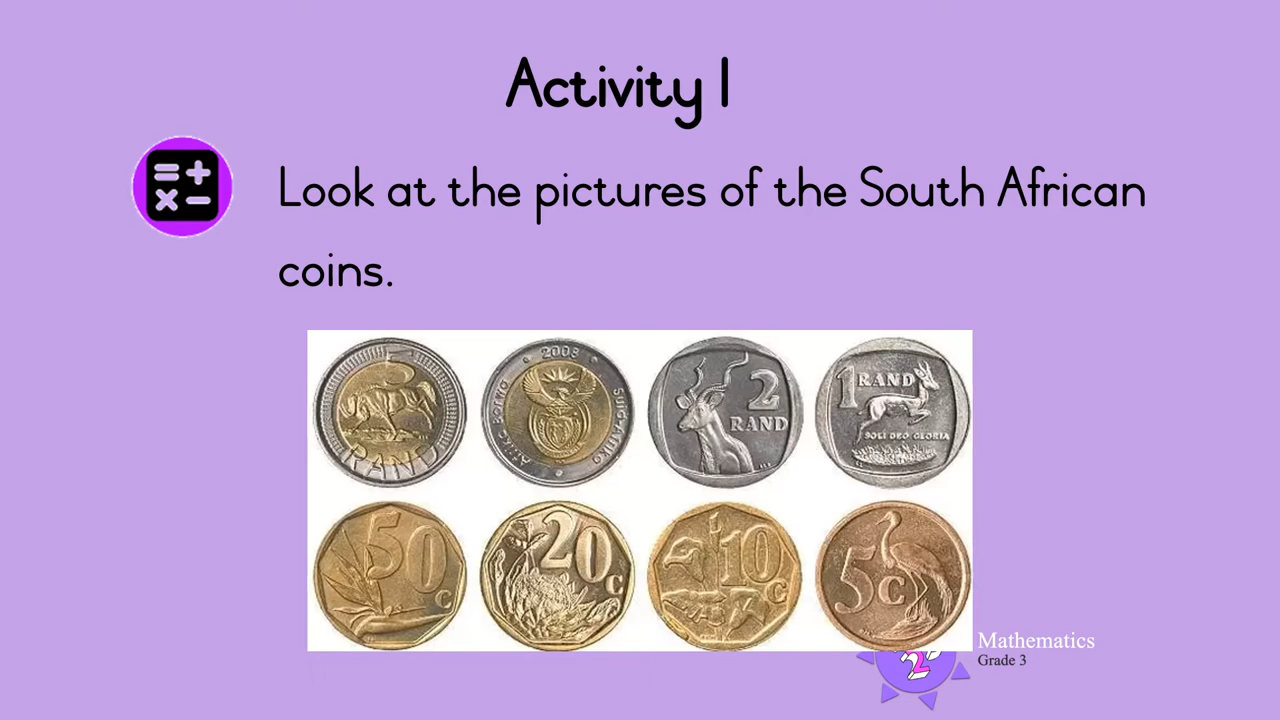 Activity 1
Look at the pictures of the South African
coins.
5
RAND
2008
2
RAND
1 RAND
SOLI DEO GLORIA
50
c
20
c
10
c
5c
Mathematics
Grade 3
2